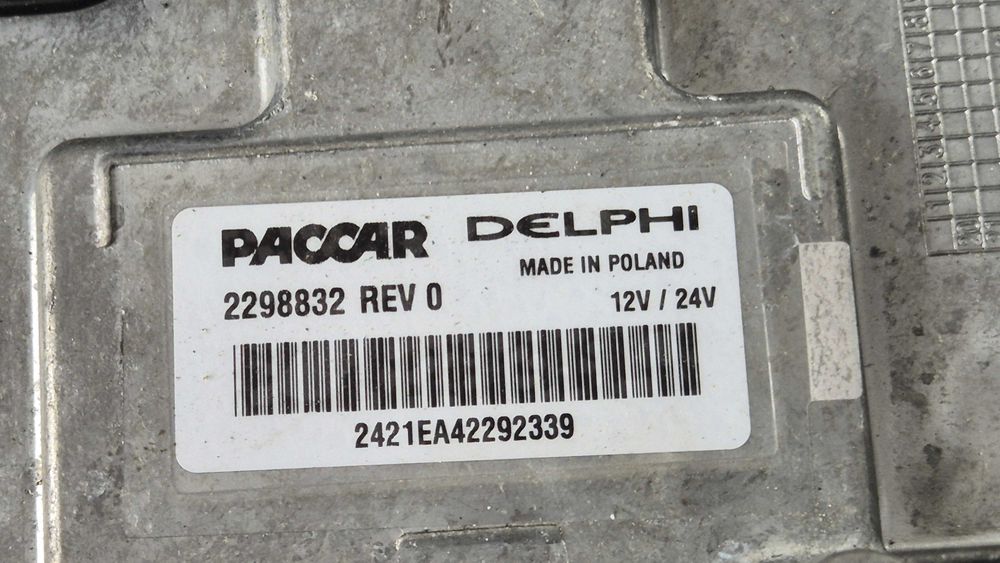 PACCAR DELPHI
MADE IN POLAND
2298832 REV 0 12V / 24V
2421EA42292339